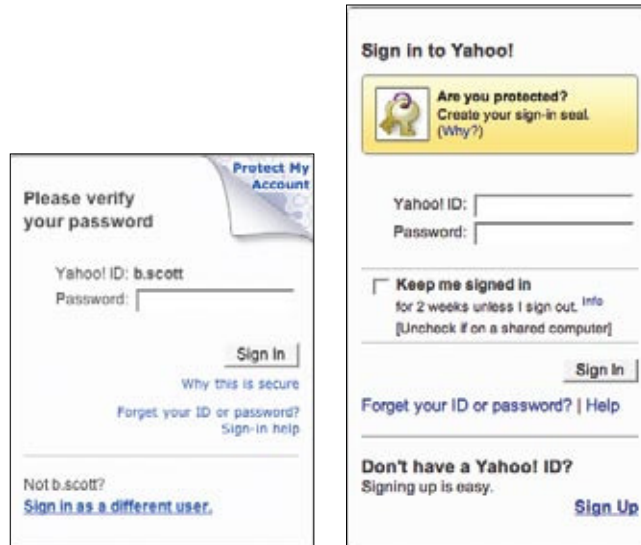 Protect My
Account
Please verify
your password
Yahoo! ID: b.scott
Password:
Sign In
Why this is secure
Forget your ID or password?
Sign-in help
Not b.scott?
Sign in as a different user.
Sign in to Yahoo!
Are you protected?
Create your sign-in seal.
(Why?)
Yahoo! ID:
Password:
Keep me signed in
for 2 weeks unless I sign out. Info
[Uncheck if on a shared computer]
Sign In
Forget your ID or password? | Help
Don't have a Yahoo! ID?
Signing up is easy.
Sign Up